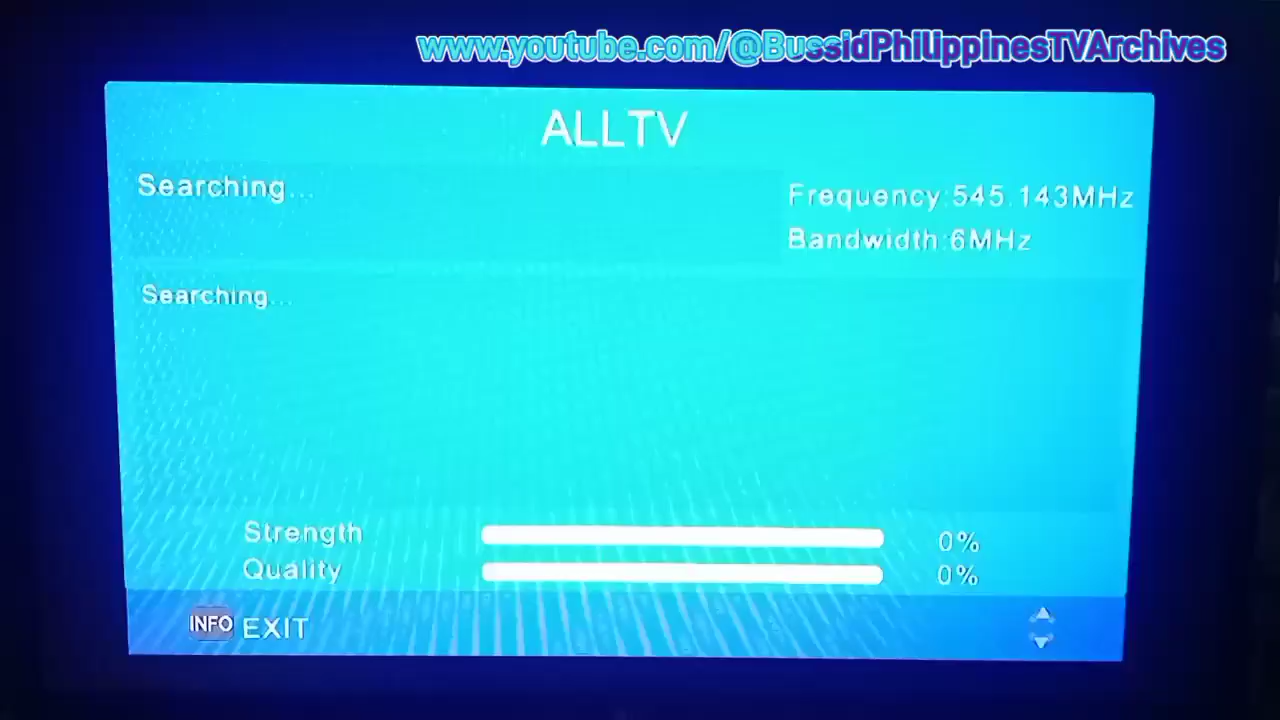 www.youtube.com/@BussidPhilippinesTVArchives
ALLTV
Searching...
Frequency:545.143MHz
Bandwidth:6MHz
Searching...
Strength 0%
Quality 0%
INFO EXIT